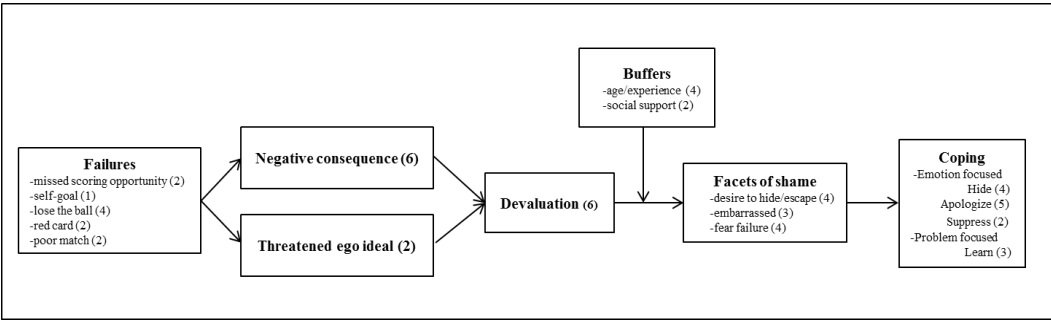 Failures
-missed scoring opportunity (2)
-self-goal (1)
-lose the ball (4)
-red card (2)
-poor match (2)
Negative consequence (6)
Threatened ego ideal (2)
Devaluation (6)
Buffers
-age/experience (4)
-social support (2)
Facets of shame
-desire to hide/escape (4)
-embarrassed (3)
-fear failure (4)
Coping
-Emotion focused
Hide (4)
Apologize (5)
Suppress (2)
-Problem focused
Learn (3)